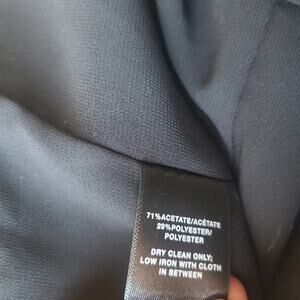 71%ACETATE/ACÉTATE
29%POLYESTER/
POLYESTER
DRY CLEAN ONLY;
LOW IRON WITH CLOTH
IN BETWEEN